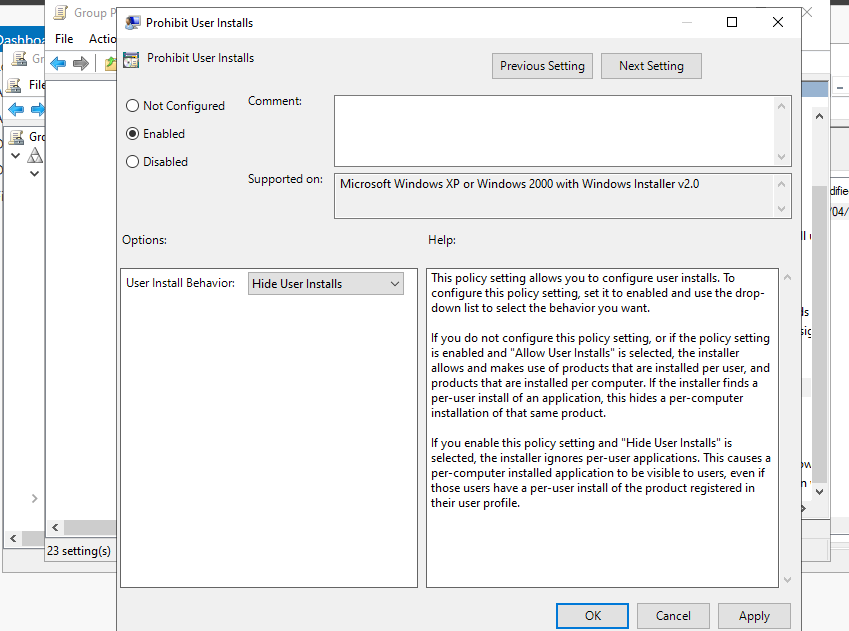 Group P
Prohibit User Installs
Dashboa
File
Actio
Gr
Prohibit User Installs
Previous Setting
Next Setting
File
Not Configured
Comment:
Enabled
Gro
Disabled
Supported on:
Microsoft Windows XP or Windows 2000 with Windows Installer v2.0
difie
/04/
Options:
Help:
User Install Behavior:
Hide User Installs
This policy setting allows you to configure user installs. To
configure this policy setting, set it to enabled and use the drop-
down list to select the behavior you want.
If you do not configure this policy setting, or if the policy setting
is enabled and "Allow User Installs" is selected, the installer
allows and makes use of products that are installed per user, and
products that are installed per computer. If the installer finds a
per-user install of an application, this hides a per-computer
installation of that same product.
If you enable this policy setting and "Hide User Installs" is
selected, the installer ignores per-user applications. This causes a
per-computer installed application to be visible to users, even if
those users have a per-user install of the product registered in
their user profile.
23 setting(s)
OK
Cancel
Apply